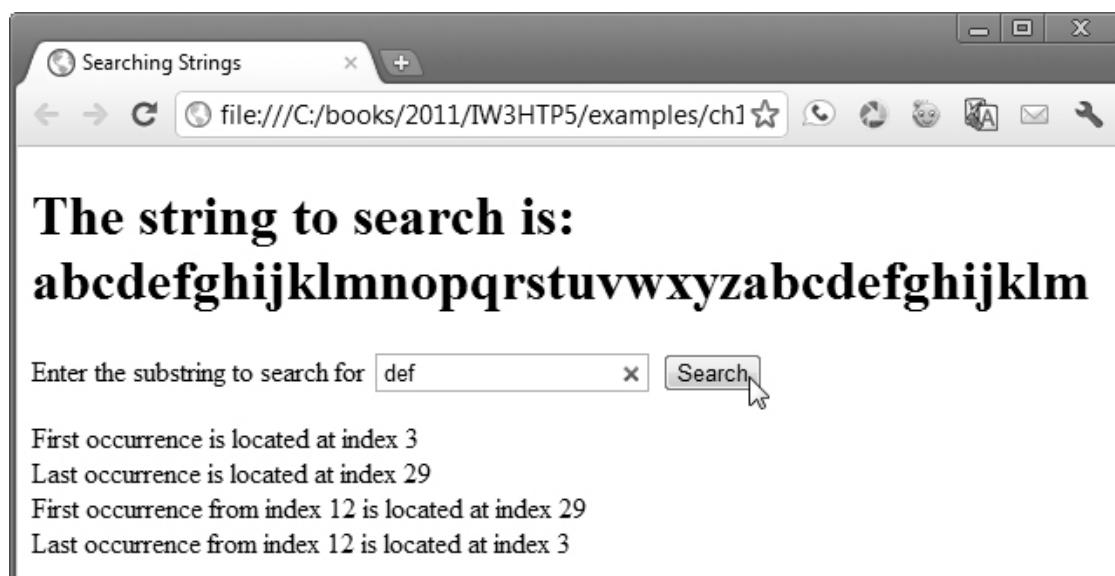 Searching Strings
file:///C:/books/2011/IW3HTP5/examples/ch1
The string to search is:
abcdefghijklmnopqrstuvwxyzabcdefghijklm
Enter the substring to search for def Search
First occurrence is located at index 3
Last occurrence is located at index 29
First occurrence from index 12 is located at index 29
Last occurrence from index 12 is located at index 3